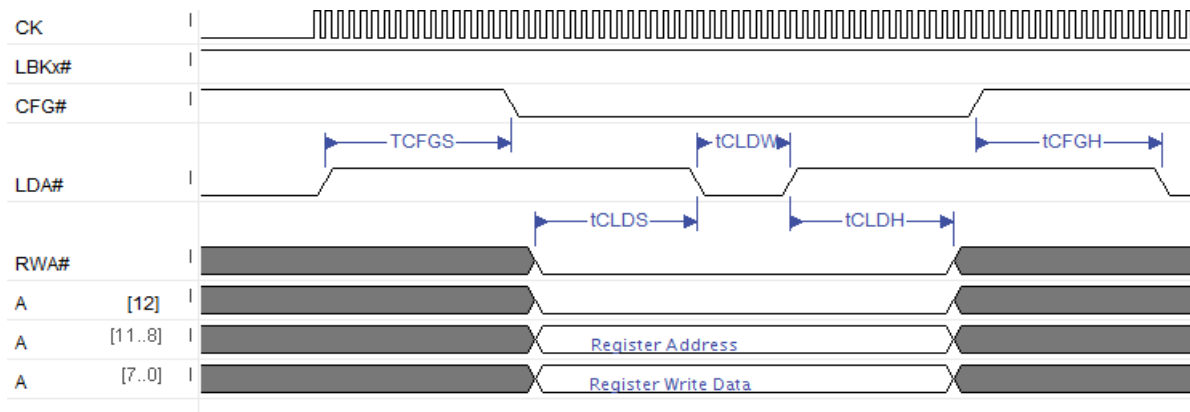 CK
LBKx#
CFG#
TCFGS tCLDW tCFGH
LDA#
tCLDS tCLDH
RWA#
A [12]
A [11..8] Register Address
A [7..0] Register Write Data